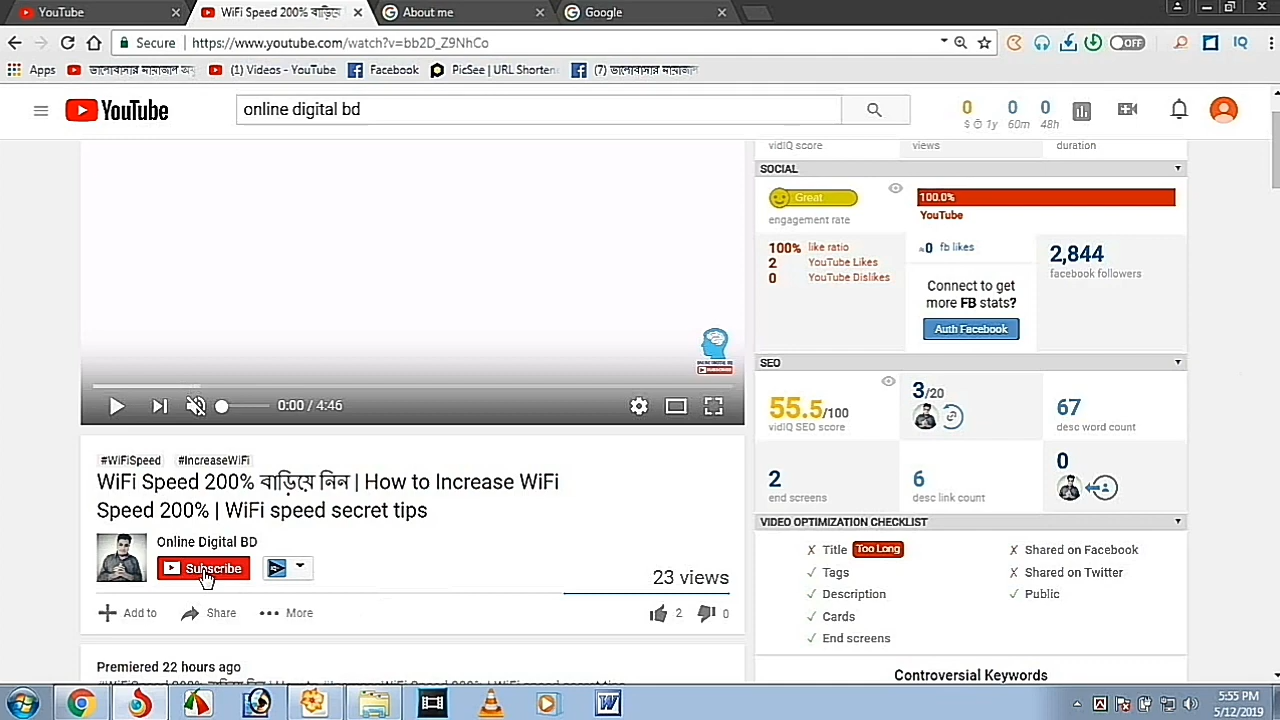 YouTube
WiFi Speed 200% বাড়িয়ে
About me
Google
Secure https://www.youtube.com/watch?v=bb2D_Z9NhCo
OFF
IQ
Apps
(1) Videos - YouTube
Facebook
PicSee | URL Shorten
YouTube
online digital bd
0 0 0
1y 60m 48h
vidIQ score views duration
SOCIAL
Great
engagement rate
100.0%
YouTube
100% like ratio
2 YouTube Likes
0 YouTube Dislikes
0 fb likes
Connect to get
more FB stats?
Auth Facebook
2,844
facebook followers
SEO
55.5/100
vidIQ SEO score
3/20
67
desc word count
2
end screens
6
desc link count
0
VIDEO OPTIMIZATION CHECKLIST
Title Too Long
Tags
Description
Cards
End screens
Shared on Facebook
Shared on Twitter
Public
Controversial Keywords
0:00 / 4:46
#WiFiSpeed #IncreaseWiFi
WiFi Speed 200% বাড়িয়ে নিন | How to Increase WiFi
Speed 200% | WiFi speed secret tips
Online Digital BD
Subscribe
23 views
Add to Share More
2 0
Premiered 22 hours ago
5:55 PM
5/12/2019